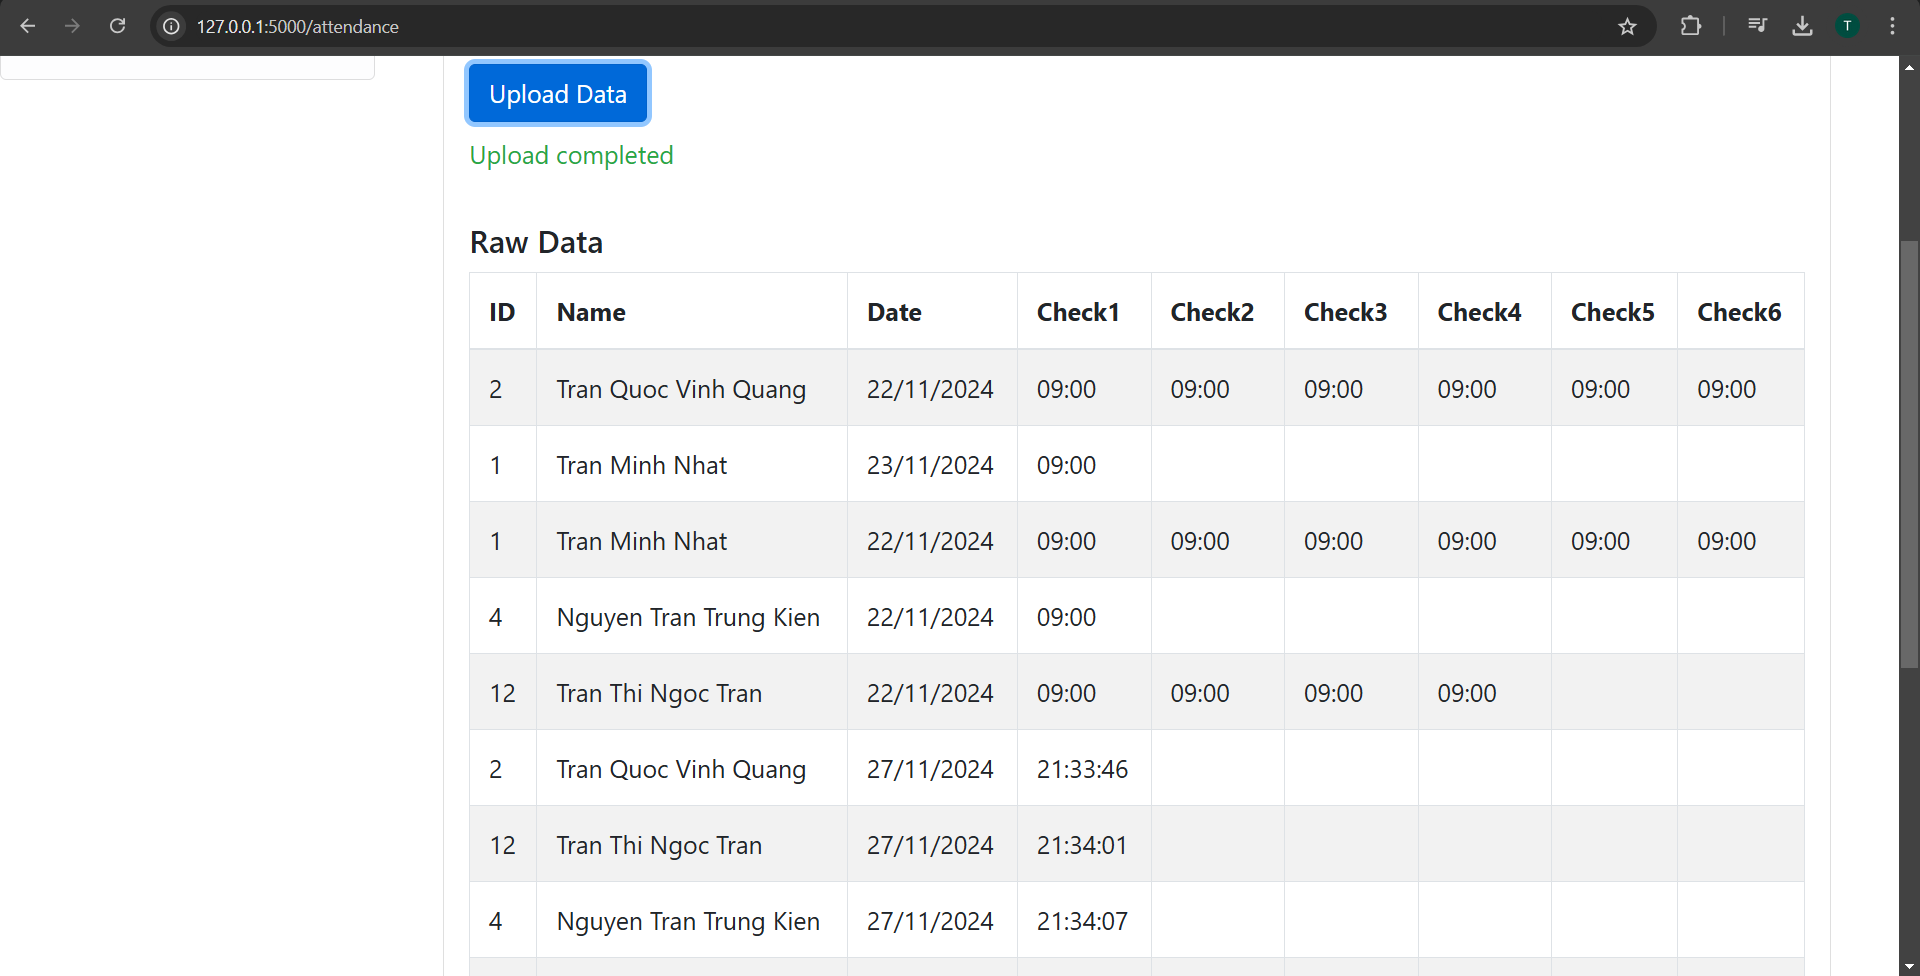 127.0.0.1:5000/attendance
T
Upload Data
Upload completed
Raw Data
ID Name Date Check1 Check2 Check3 Check4 Check5 Check6
2 Tran Quoc Vinh Quang 22/11/2024 09:00 09:00 09:00 09:00 09:00 09:00
1 Tran Minh Nhat 23/11/2024 09:00
1 Tran Minh Nhat 22/11/2024 09:00 09:00 09:00 09:00 09:00 09:00
4 Nguyen Tran Trung Kien 22/11/2024 09:00
12 Tran Thi Ngoc Tran 22/11/2024 09:00 09:00 09:00 09:00
2 Tran Quoc Vinh Quang 27/11/2024 21:33:46
12 Tran Thi Ngoc Tran 27/11/2024 21:34:01
4 Nguyen Tran Trung Kien 27/11/2024 21:34:07